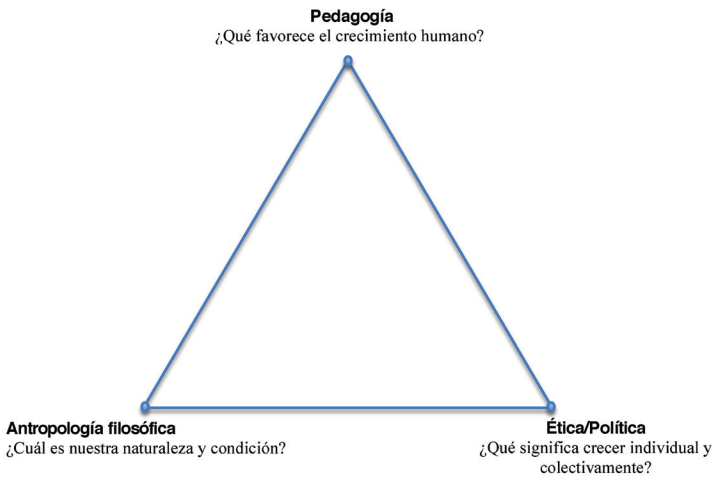 Pedagogía
¿Qué favorece el crecimiento humano?
Antropología filosófica
¿Cuál es nuestra naturaleza y condición?
Ética/Política
¿Qué significa crecer individual y
colectivamente?